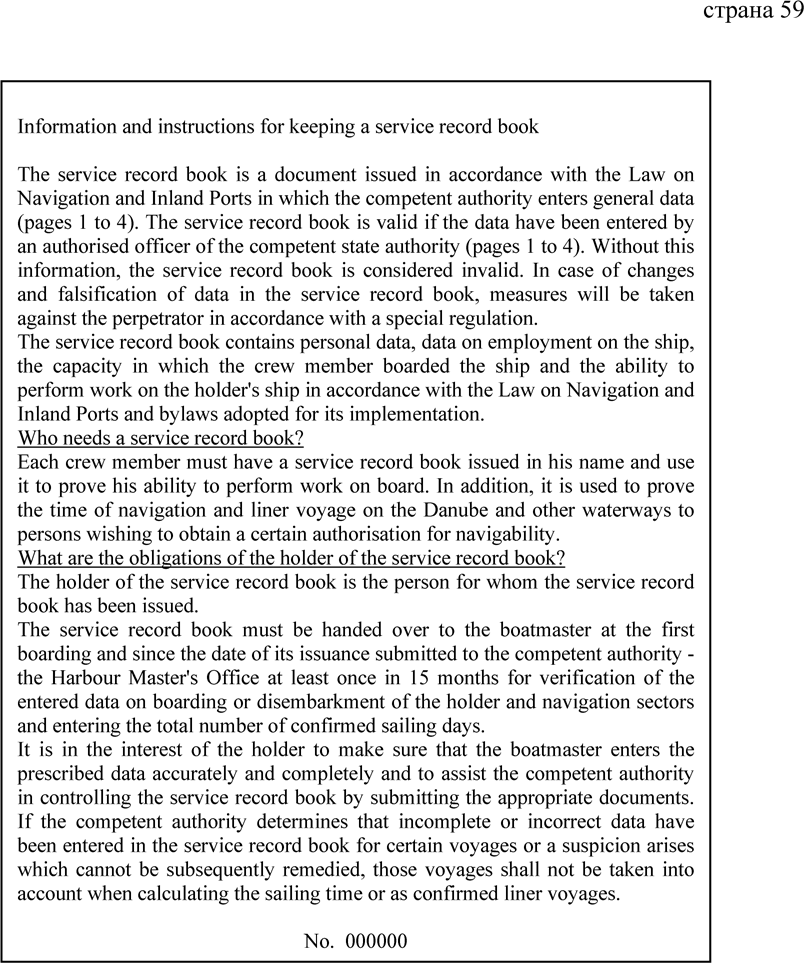 страна 59
Information and instructions for keeping a service record book
The service record book is a document issued in accordance with the Law on
Navigation and Inland Ports in which the competent authority enters general data
(pages 1 to 4). The service record book is valid if the data have been entered by
an authorised officer of the competent state authority (pages 1 to 4). Without this
information, the service record book is considered invalid. In case of changes
and falsification of data in the service record book, measures will be taken
against the perpetrator in accordance with a special regulation.
The service record book contains personal data, data on employment on the ship,
the capacity in which the crew member boarded the ship and the ability to
perform work on the holder's ship in accordance with the Law on Navigation and
Inland Ports and bylaws adopted for its implementation.
Who needs a service record book?
Each crew member must have a service record book issued in his name and use
it to prove his ability to perform work on board. In addition, it is used to prove
the time of navigation and liner voyage on the Danube and other waterways to
persons wishing to obtain a certain authorisation for navigability.
What are the obligations of the holder of the service record book?
The holder of the service record book is the person for whom the service record
book has been issued.
The service record book must be handed over to the boatmaster at the first
boarding and since the date of its issuance submitted to the competent authority -
the Harbour Master's Office at least once in 15 months for verification of the
entered data on boarding or disembarkment of the holder and navigation sectors
and entering the total number of confirmed sailing days.
It is in the interest of the holder to make sure that the boatmaster enters the
prescribed data accurately and completely and to assist the competent authority
in controlling the service record book by submitting the appropriate documents.
If the competent authority determines that incomplete or incorrect data have
been entered in the service record book for certain voyages or a suspicion arises
which cannot be subsequently remedied, those voyages shall not be taken into
account when calculating the sailing time or as confirmed liner voyages.
No. 000000